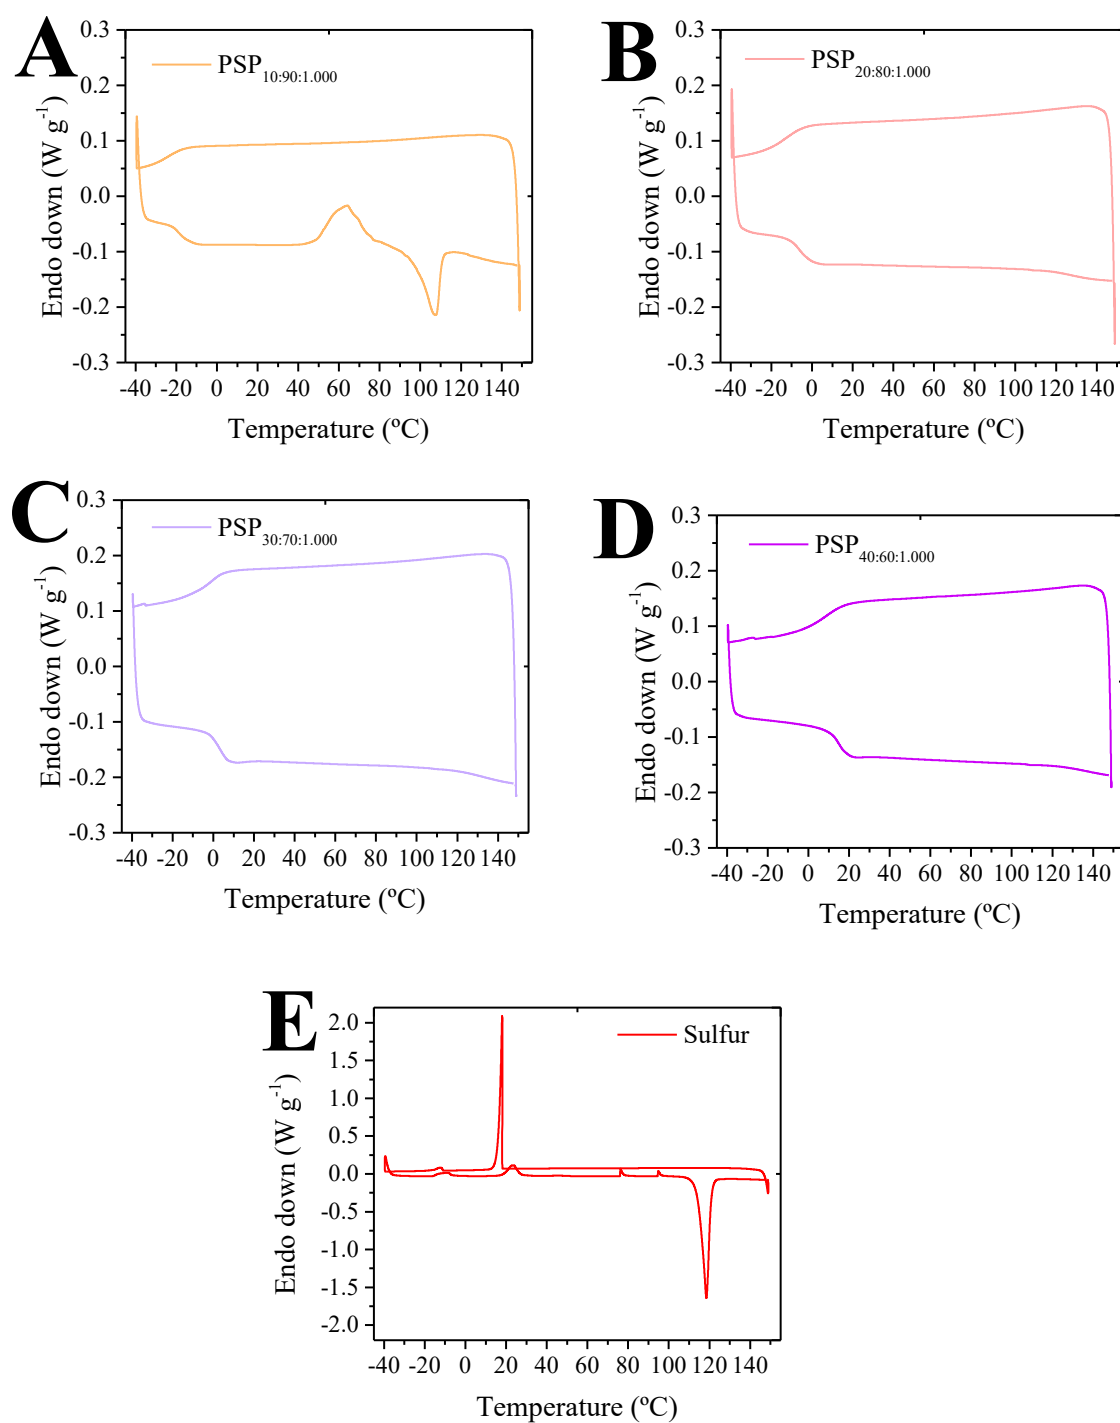 A
PSP10:90:1.000
0.3
0.2
0.1
0.0
-0.1
-0.2
-0.3
Endo down (W g-1)
-40 -20 0 20 40 60 80 100 120 140
Temperature (ºC)
B
PSP20:80:1.000
0.3
0.2
0.1
0.0
-0.1
-0.2
-0.3
Endo down (W g-1)
-40 -20 0 20 40 60 80 100 120 140
Temperature (ºC)
C
PSP30:70:1.000
0.3
0.2
0.1
0.0
-0.1
-0.2
-0.3
Endo down (W g-1)
-40 -20 0 20 40 60 80 100 120 140
Temperature (ºC)
D
PSP40:60:1.000
0.3
0.2
0.1
0.0
-0.1
-0.2
-0.3
Endo down (W g-1)
-40 -20 0 20 40 60 80 100 120 140
Temperature (ºC)
E
Sulfur
2.0
1.5
1.0
0.5
0.0
-0.5
-1.0
-1.5
-2.0
Endo down (W g-1)
-40 -20 0 20 40 60 80 100 120 140
Temperature (ºC)